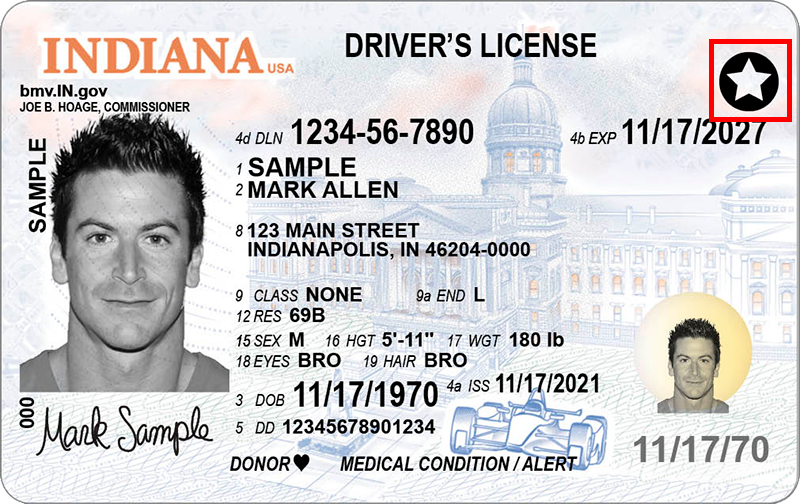 INDIANA USA
DRIVER'S LICENSE
bmv.IN.gov
JOE B. HOAGE, COMMISSIONER
SAMPLE
4d DLN 1234-56-7890
4b EXP 11/17/2027
1 SAMPLE
2 MARK ALLEN
8 123 MAIN STREET
INDIANAPOLIS, IN 46204-0000
9 CLASS NONE 9a END L
12 RES 69B
15 SEX M 16 HGT 5'-11" 17 WGT 180 lb
18 EYES BRO 19 HAIR BRO
3 DOB 11/17/1970 4a ISS 11/17/2021
5 DD 12345678901234
000
Mark Sample
DONOR♥ MEDICAL CONDITION / ALERT
11/17/70